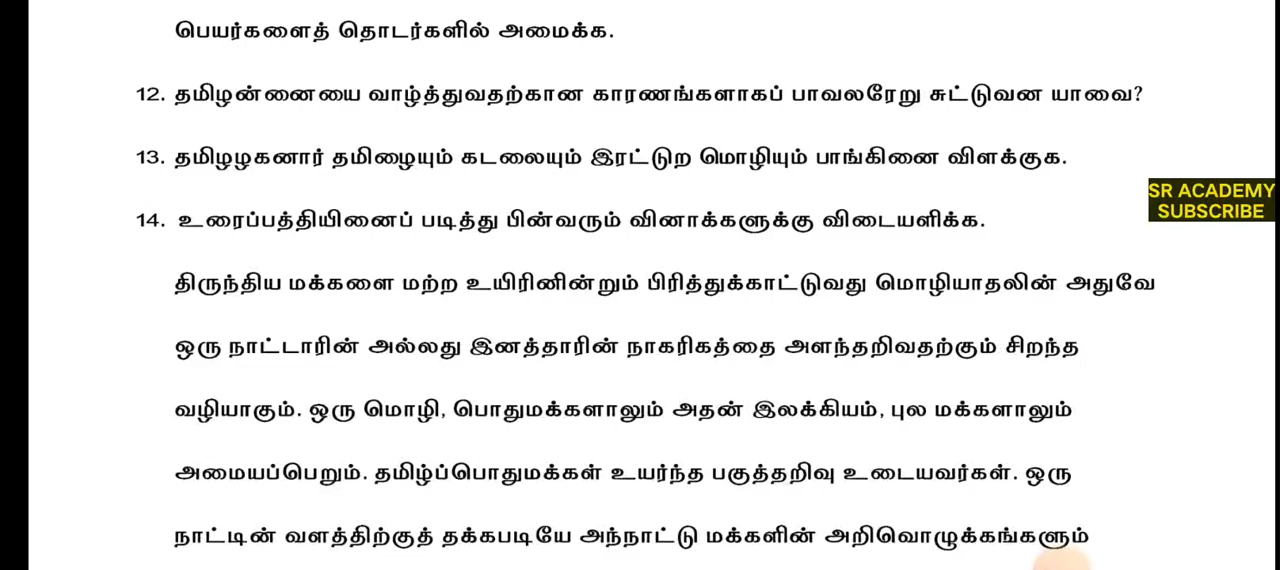 பெயர்களைத் தொடர்களில் அமைக்க.
12. தமிழன்னையை வாழ்த்துவதற்கான காரணங்களாகப் பாவலரேறு சுட்டுவன யாவை?
13. தமிழழகனார் தமிழையும் கடலையும் இரட்டுற மொழியும் பாங்கினை விளக்குக.
SR ACADEMY
SUBSCRIBE
14. உரைப்பத்தியினைப் படித்து பின்வரும் வினாக்களுக்கு விடையளிக்க.
திருந்திய மக்களை மற்ற உயிரினின்றும் பிரித்துக்காட்டுவது மொழியாதலின் அதுவே
ஒரு நாட்டாரின் அல்லது இனத்தாரின் நாகரிகத்தை அளந்தறிவதற்கும் சிறந்த
வழியாகும். ஒரு மொழி, பொதுமக்களாலும் அதன் இலக்கியம், புல மக்களாலும்
அமையப்பெறும். தமிழ்ப்பொதுமக்கள் உயர்ந்த பகுத்தறிவு உடையவர்கள். ஒரு
நாட்டின் வளத்திற்குத் தக்கபடியே அந்நாட்டு மக்களின் அறிவொழுக்கங்களும்